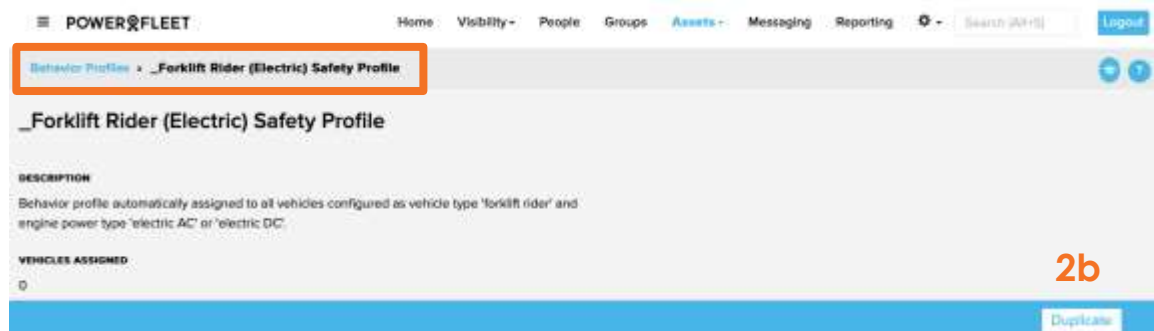 ≡ POWERFLEET Home Visibility People Groups Assets Messaging Reporting Search (Alt+S) Logout
Behavior Profiles › _Forklift Rider (Electric) Safety Profile ?
_Forklift Rider (Electric) Safety Profile
DESCRIPTION
Behavior profile automatically assigned to all vehicles configured as vehicle type 'forklift rider' and
engine power type 'electric AC' or 'electric DC'.
VEHICLES ASSIGNED
0
2b
Duplicate